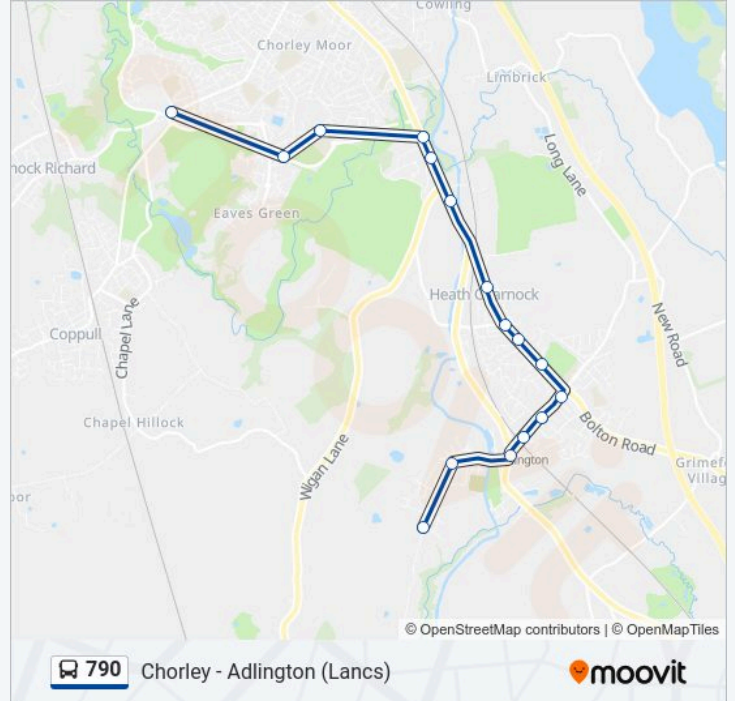 Cowling
Chorley Moor
Limbrick
Long Lane
nock Richard
Eaves Green
Heath Charnock
Coppull
Chapel Lane
New Road
Chapel Hillock
Bolton Road
Wigan Lane
ington
Grimef
Villag
oor
© OpenStreetMap contributors | © OpenMapTiles
790 Chorley - Adlington (Lancs)
moovit